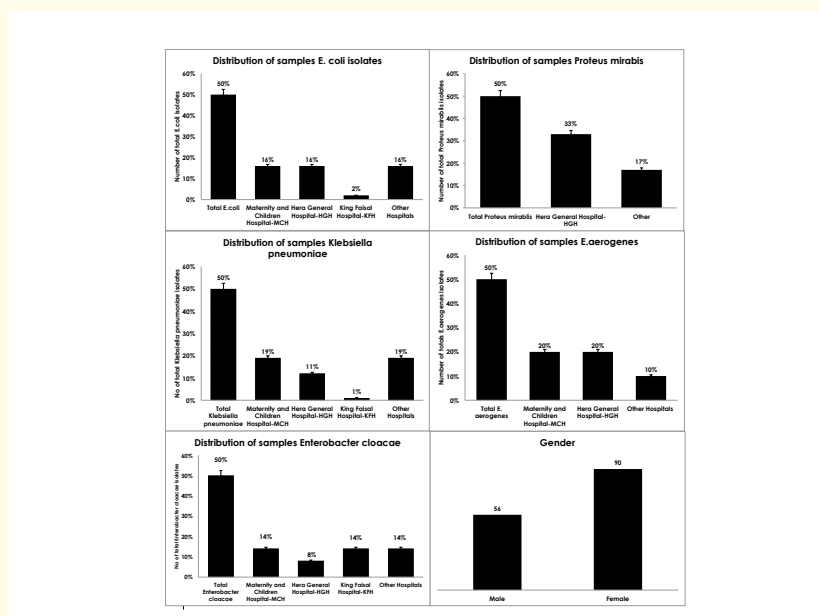 Distribution of samples E. coli isolates
Number of total E.coli isolates
60%
50%
40%
30%
20%
10%
0%
50%
16%
16%
2%
16%
Total E.coli
Maternity and Children Hospital-MCH
Hera General Hospital-HGH
King Faisal Hospital-KFH
Other Hospitals
Distribution of samples Proteus mirabis
Number of total Proteus mirabilis isolates
60%
50%
40%
30%
20%
10%
0%
50%
33%
17%
Total Proteus mirablis
Hera General Hospital-HGH
Other
Distribution of samples Klebsiella
pneumoniae
No of total Klebsiella pneumoniae isolates
60%
50%
40%
30%
20%
10%
0%
50%
19%
11%
1%
19%
Total Klebsiella pneumoniae
Maternity and Children Hospital-MCH
Hera General Hospital-HGH
King Faisal Hospital-KFH
Other Hospitals
Distribution of samples E.aerogenes
Number of totals E.aerogenes isolates
60%
50%
40%
30%
20%
10%
0%
50%
20%
20%
10%
Total E. aerogenes
Maternity and Children Hospital-MCH
Hera General Hospital-HGH
Other Hospitals
Distribution of samples Enterobacter cloacae
No of total Enterobacter cloacae isolates
60%
50%
40%
30%
20%
10%
0%
50%
14%
8%
14%
14%
Total Enterobacter cloacae
Maternity and Children Hospital-MCH
Hera General Hospital-HGH
King Faisal Hospital-KFH
Other Hospitals
Gender
56
90
Male
Female